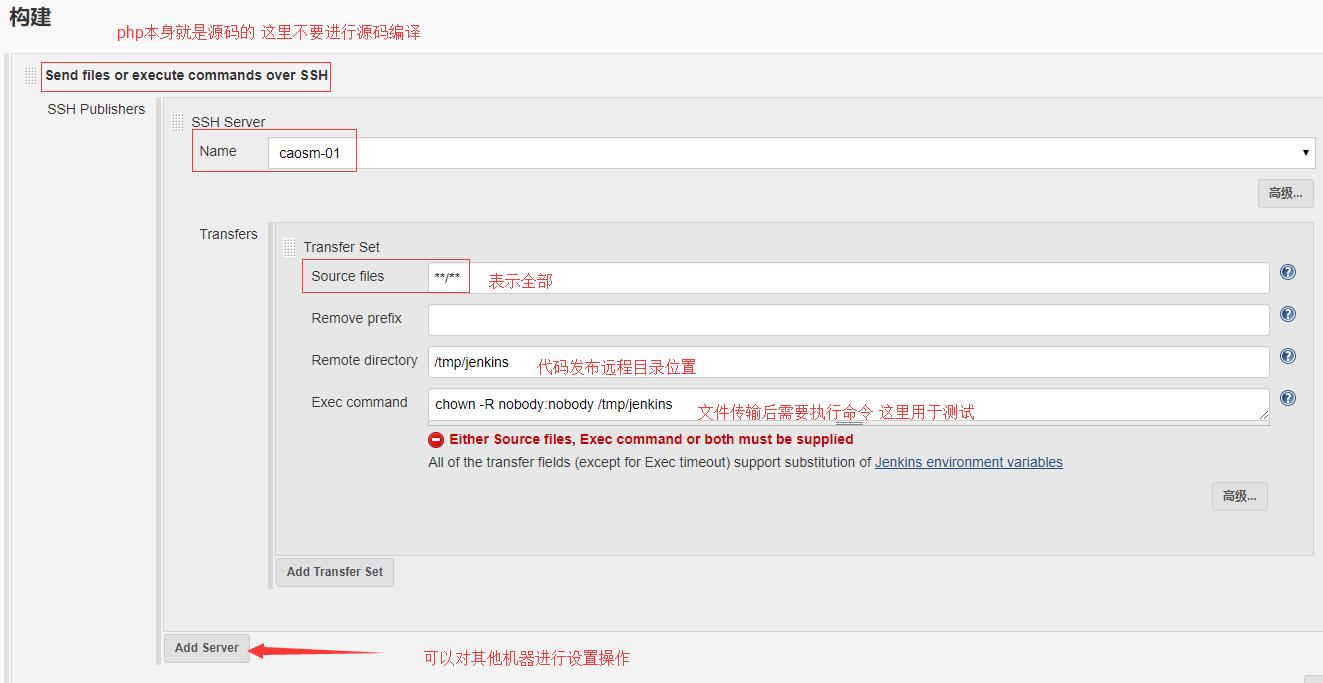 构建
php本身就是源码的 这里不要进行源码编译
Send files or execute commands over SSH
SSH Publishers
SSH Server
Name caosm-01
高级...
Transfers
Transfer Set
Source files **/** 表示全部
Remove prefix
Remote directory /tmp/jenkins 代码发布远程目录位置
Exec command chown -R nobody:nobody /tmp/jenkins 文件传输后需要执行命令 这里用于测试
Either Source files, Exec command or both must be supplied
All of the transfer fields (except for Exec timeout) support substitution of Jenkins environment variables
高级...
Add Transfer Set
Add Server 可以对其他机器进行设置操作